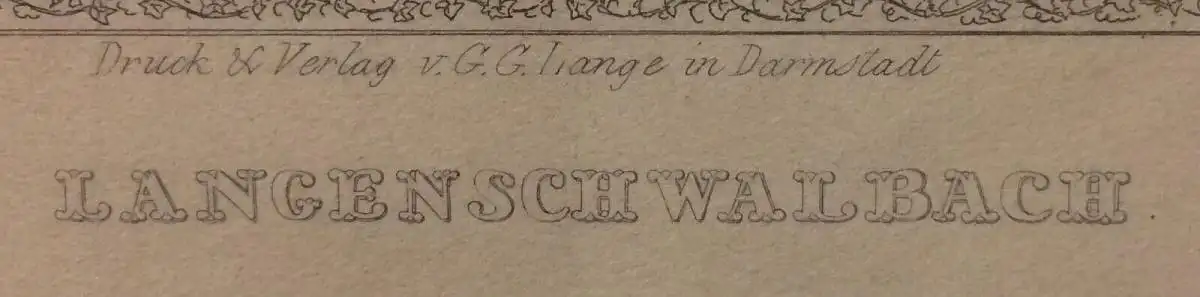 Druck & Verlag v. G. G. Lange in Darmstadt
LANGENSCHWALBACH.